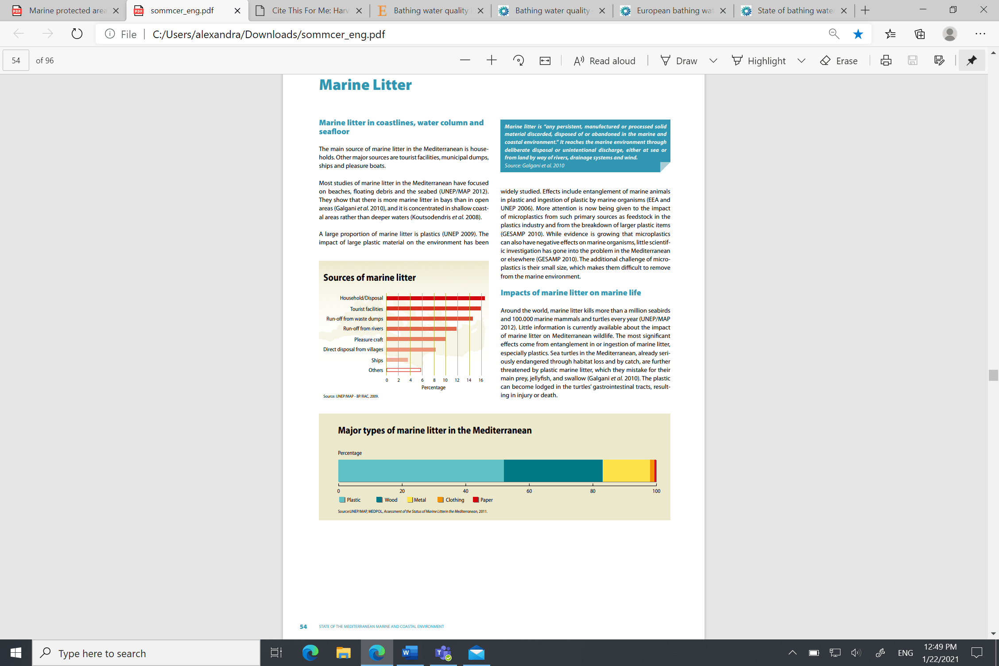 Marine protected area
sommcer_eng.pdf
Cite This For Me: Harv
Bathing water quality i
Bathing water quality -
European bathing wat
State of bathing water
File
C:/Users/alexandra/Downloads/sommcer_eng.pdf
54
of 96
Read aloud
Draw
Highlight
Erase
Marine Litter
Marine litter in coastlines, water column and
seafloor
The main source of marine litter in the Mediterranean is house-
holds. Other major sources are tourist facilities, municipal dumps,
ships and pleasure boats.
Most studies of marine litter in the Mediterranean have focused
on beaches, floating debris and the seabed (UNEP/MAP 2012).
They show that there is more marine litter in bays than in open
areas (Galgani et al. 2010), and it is concentrated in shallow coast-
al areas rather than deeper waters (Koutsodendris et al. 2008).
A large proportion of marine litter is plastics (UNEP 2009). The
impact of large plastic material on the environment has been
Sources of marine litter
Household/Disposal
Tourist facilities
Run-off from waste dumps
Run-off from rivers
Pleasure craft
Direct disposal from villages
Ships
Others
0 2 4 6 8 10 12 14 16
Percentage
Source: UNEP/MAP - BP/RAC, 2009.
Marine litter is "any persistent, manufactured or processed solid
material discarded, disposed of or abandoned in the marine and
coastal environment." It reaches the marine environment through
deliberate disposal or unintentional discharge, either at sea or
from land by way of rivers, drainage systems and wind.
Source: Galgani et al. 2010
widely studied. Effects include entanglement of marine animals
in plastic and ingestion of plastic by marine organisms (EEA and
UNEP 2006). More attention is now being given to the impact
of microplastics from such primary sources as feedstock in the
plastics industry and from the breakdown of larger plastic items
(GESAMP 2010). While evidence is growing that microplastics
can also have negative effects on marine organisms, little scientif-
ic investigation has gone into the problem in the Mediterranean
or elsewhere (GESAMP 2010). The additional challenge of micro-
plastics is their small size, which makes them difficult to remove
from the marine environment.
Impacts of marine litter on marine life
Around the world, marine litter kills more than a million seabirds
and 100.000 marine mammals and turtles every year (UNEP/MAP
2012). Little information is currently available about the impact
of marine litter on Mediterranean wildlife. The most significant
effects come from entanglement in or ingestion of marine litter,
especially plastics. Sea turtles in the Mediterranean, already seri-
ously endangered through habitat loss and by catch, are further
threatened by plastic marine litter, which they mistake for their
main prey, jellyfish, and swallow (Galgani et al. 2010). The plastic
can become lodged in the turtles' gastrointestinal tracts, result-
ing in injury or death.
Major types of marine litter in the Mediterranean
Percentage
0 20 40 60 80 100
Plastic Wood Metal Clothing Paper
Source:UNEP/MAP, MEDPOL, Assessment of the Status of Marine Litterin the Mediterranean, 2011.
54 STATE OF THE MEDITERRANEAN MARINE AND COASTAL ENVIRONMENT
Type here to search
ENG
12:49 PM
1/22/2021